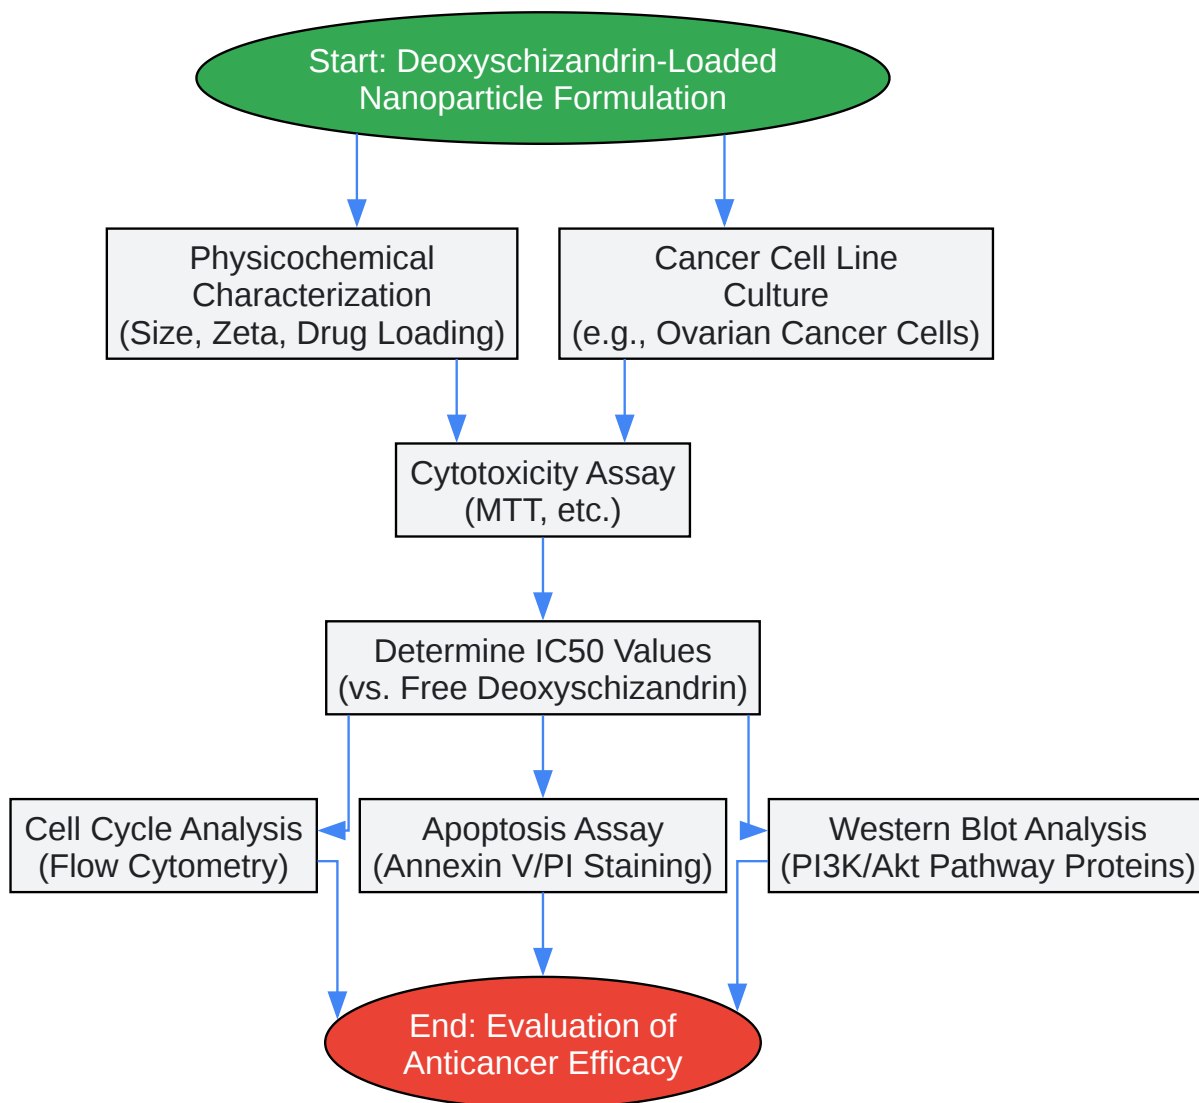 Start: Deoxyschizandrin-Loaded
Nanoparticle Formulation
Physicochemical
Characterization
(Size, Zeta, Drug Loading)
Cancer Cell Line
Culture
(e.g., Ovarian Cancer Cells)
Cytotoxicity Assay
(MTT, etc.)
Determine IC50 Values
(vs. Free Deoxyschizandrin)
Cell Cycle Analysis
(Flow Cytometry)
Apoptosis Assay
(Annexin V/PI Staining)
Western Blot Analysis
(PI3K/Akt Pathway Proteins)
End: Evaluation of
Anticancer Efficacy